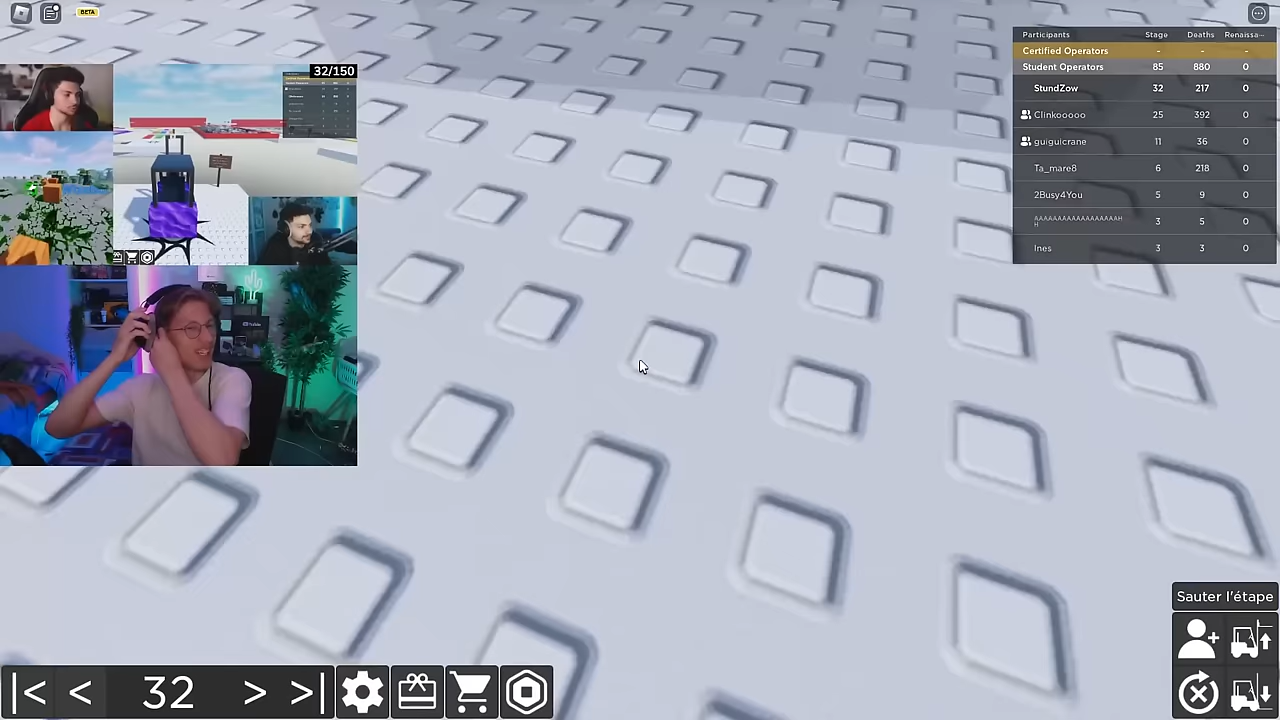 BETA
32/150
Participants Stage Deaths Renaissa...
Certified Operators - - -
Student Operators 85 880 0
SundZow 32 217 0
Clinkooooo 25 392 0
guiguicrane 11 36 0
Ta_mare8 6 218 0
2Busy4You 5 9 0
3 5 0
Ines 3 3 0
Sauter l'étape
|< < 32 > >|